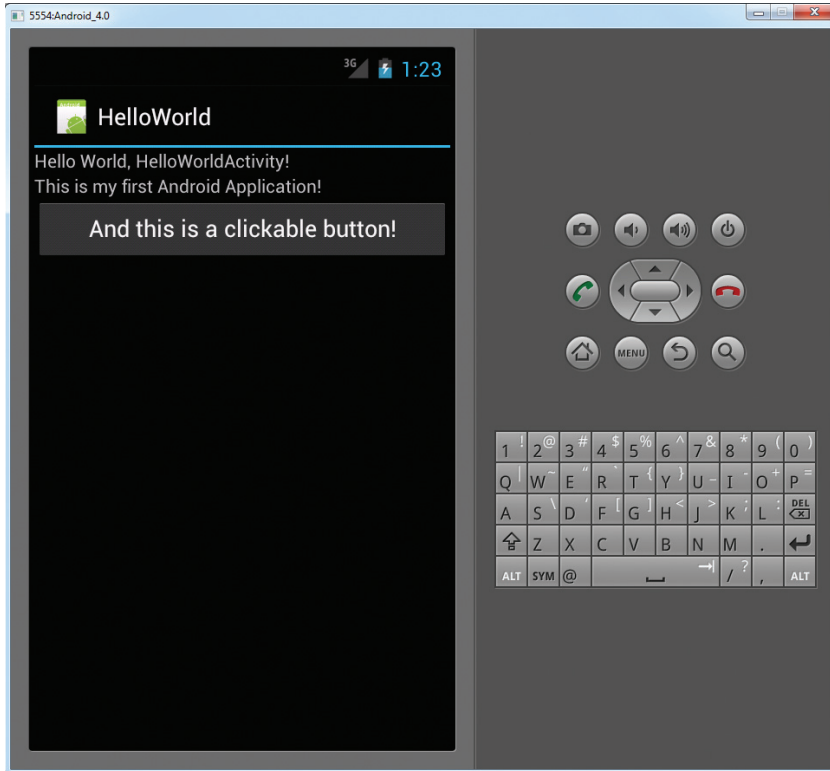 5554:Android_4.0
3G 1:23
HelloWorld
Hello World, HelloWorldActivity!
This is my first Android Application!
And this is a clickable button!
MENU
1 ! 2 @ 3 # 4 $ 5 % 6 ^ 7 & 8 * 9 ( 0 )
Q | W ~ E “ R ` T { Y } U _ I - O + P =
A S \ D ‘ F [ G ] H < J > K ; L : DEL
Z X C V B N M .
ALT SYM @ / ? , ALT